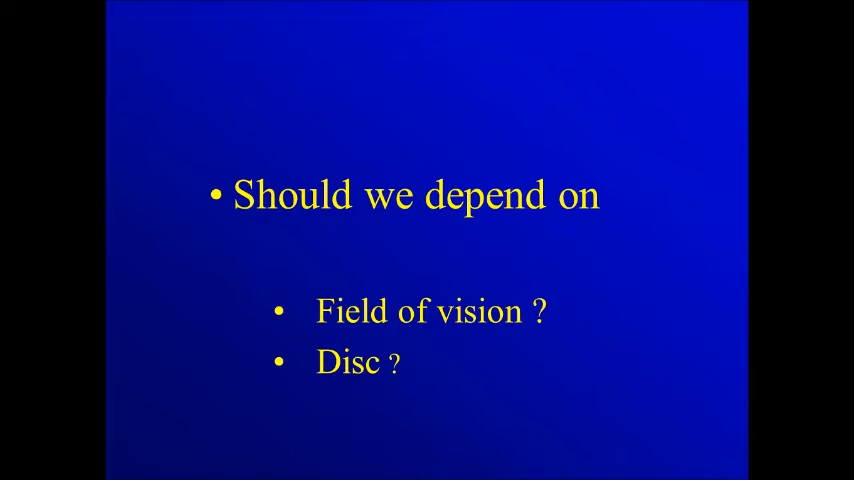 • Should we depend on
• Field of vision ?
• Disc ?